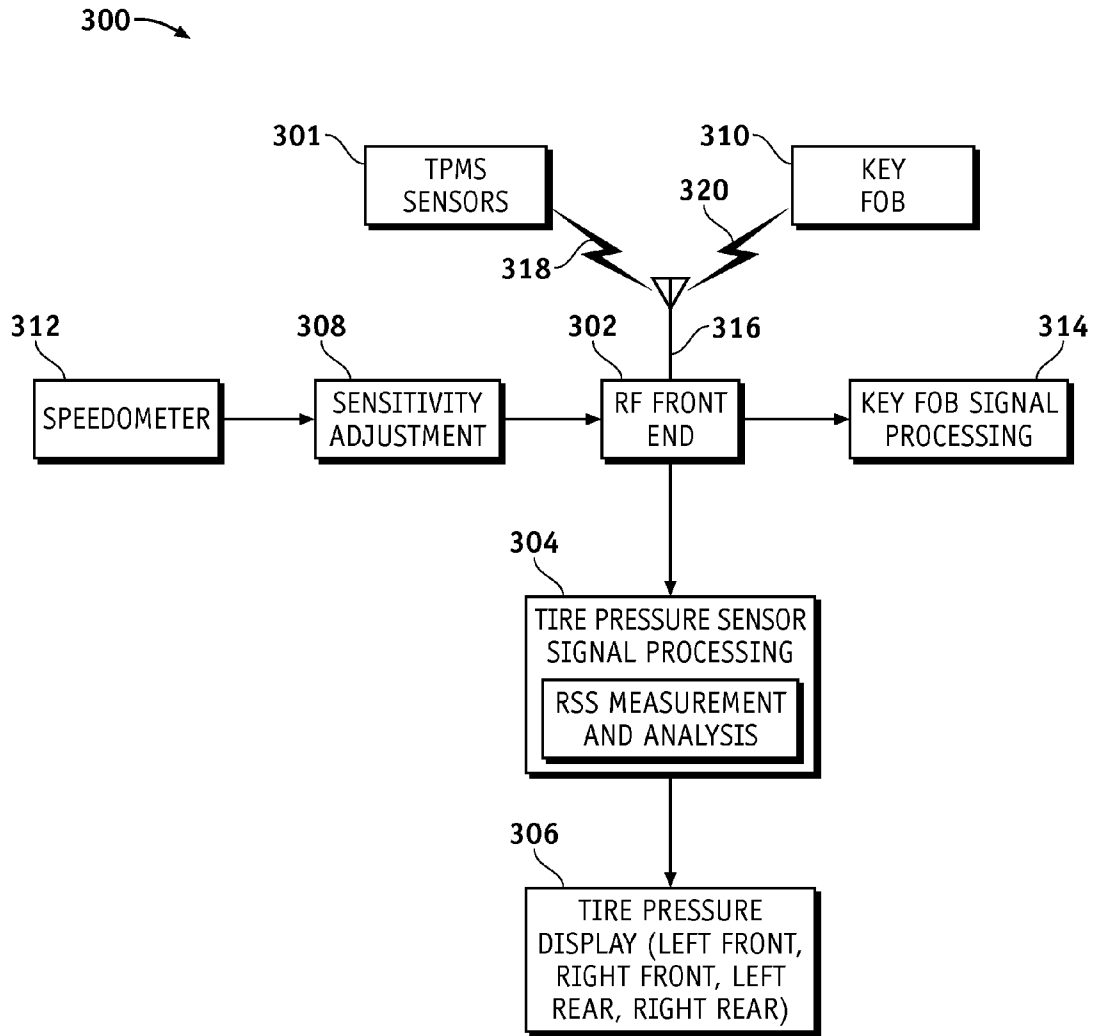 300
301
TPMS
SENSORS
310
KEY
FOB
320
318
312
SPEEDOMETER
308
SENSITIVITY
ADJUSTMENT
302
RF FRONT
END
316
314
KEY FOB SIGNAL
PROCESSING
304
TIRE PRESSURE SENSOR
SIGNAL PROCESSING
RSS MEASUREMENT
AND ANALYSIS
306
TIRE PRESSURE
DISPLAY (LEFT FRONT,
RIGHT FRONT, LEFT
REAR, RIGHT REAR)